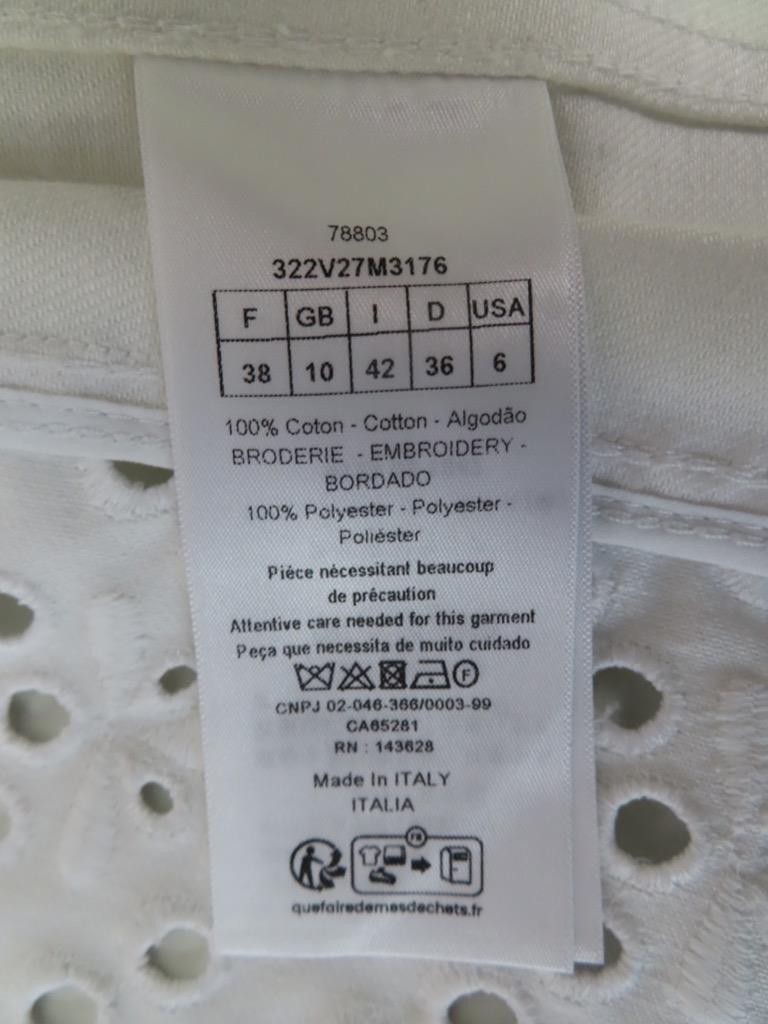 78803
322V27M3176
F GB I D USA
38 10 42 36 6
100% Coton - Cotton - Algodão
BRODERIE - EMBROIDERY -
BORDADO
100% Polyester - Polyester -
Poliéster
Piéce nécessitant beaucoup
de précaution
Attentive care needed for this garment
Peça que necessita de muito cuidado
F
CNPJ 02-046-366/0003-99
CA65281
RN : 143628
Made In ITALY
ITALIA
FR
quefairedemesdechets.fr